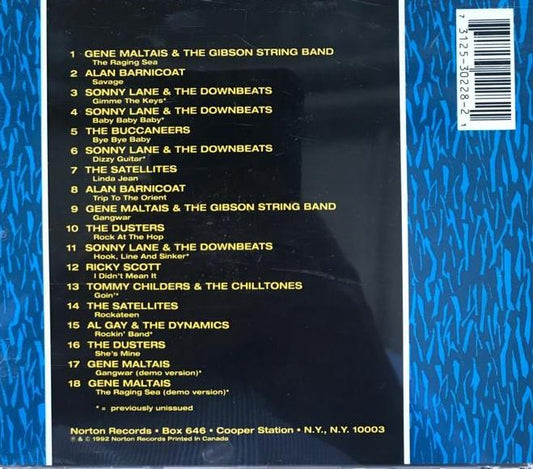 1 GENE MALTAIS & THE GIBSON STRING BAND
The Raging Sea
2 ALAN BARNICOAT
Savage
3 SONNY LANE & THE DOWNBEATS
Gimme The Keys*
4 SONNY LANE & THE DOWNBEATS
Baby Baby Baby*
5 THE BUCCANEERS
Bye Bye Baby
6 SONNY LANE & THE DOWNBEATS
Dizzy Guitar*
7 THE SATELLITES
Linda Jean
8 ALAN BARNICOAT
Trip To The Orient
9 GENE MALTAIS & THE GIBSON STRING BAND
Gangwar
10 THE DUSTERS
Rock At The Hop
11 SONNY LANE & THE DOWNBEATS
Hook, Line And Sinker*
12 RICKY SCOTT
I Didn't Mean It
13 TOMMY CHILDERS & THE CHILLTONES
Goin'*
14 THE SATELLITES
Rockateen
15 AL GAY & THE DYNAMICS
Rockin' Band*
16 THE DUSTERS
She's Mine
17 GENE MALTAIS
Gangwar (demo version)*
18 GENE MALTAIS
The Raging Sea (demo version)*
* = previously unissued
Norton Records • Box 646 • Cooper Station • N.Y., N.Y. 10003
℗ & © 1992 Norton Records Printed In Canada
7 31125-30228-2 1